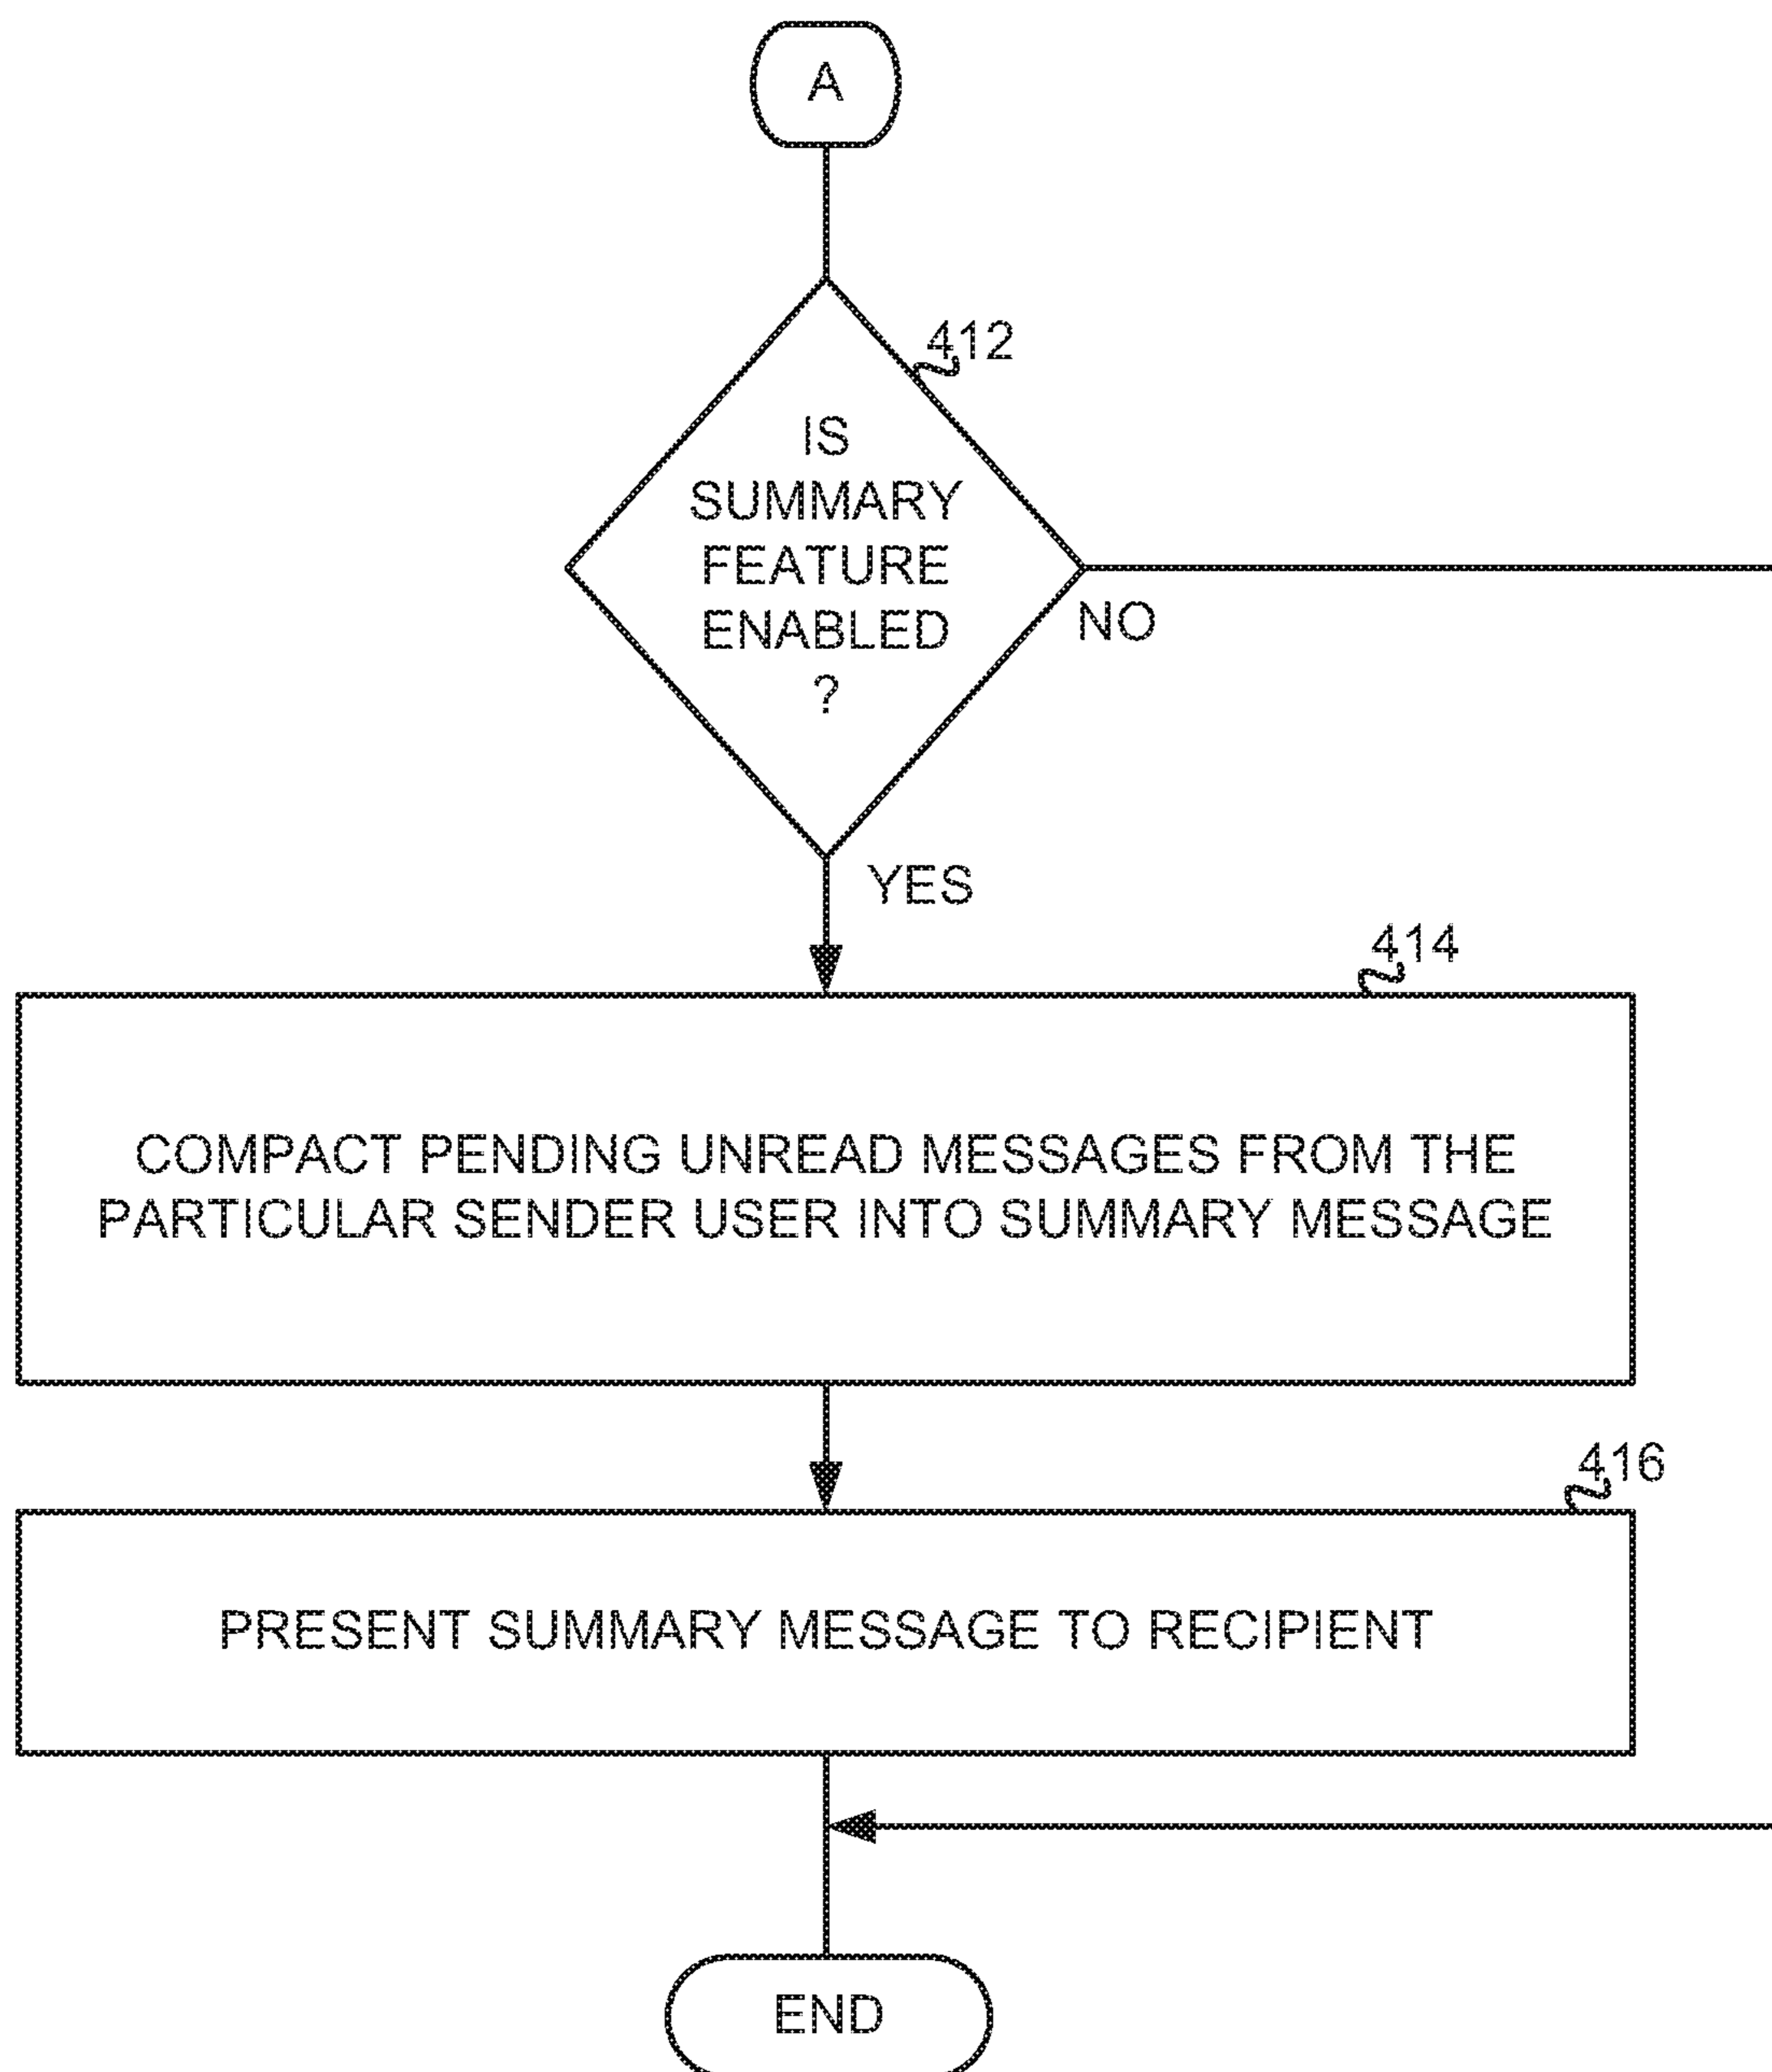 A
412
IS
SUMMARY
FEATURE
ENABLED
?
NO
YES
414
COMPACT PENDING UNREAD MESSAGES FROM THE
PARTICULAR SENDER USER INTO SUMMARY MESSAGE
416
PRESENT SUMMARY MESSAGE TO RECIPIENT
END